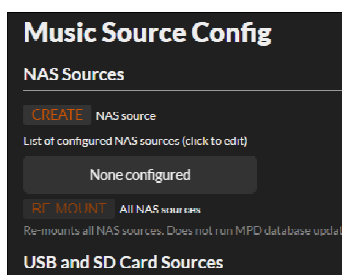 Music Source Config
NAS Sources
CREATE NAS source
List of configured NAS sources (click to edit)
None configured
RE-MOUNT All NAS sources
Re-mounts all NAS sources. Does not run MPD database
USB and SD Card Sources